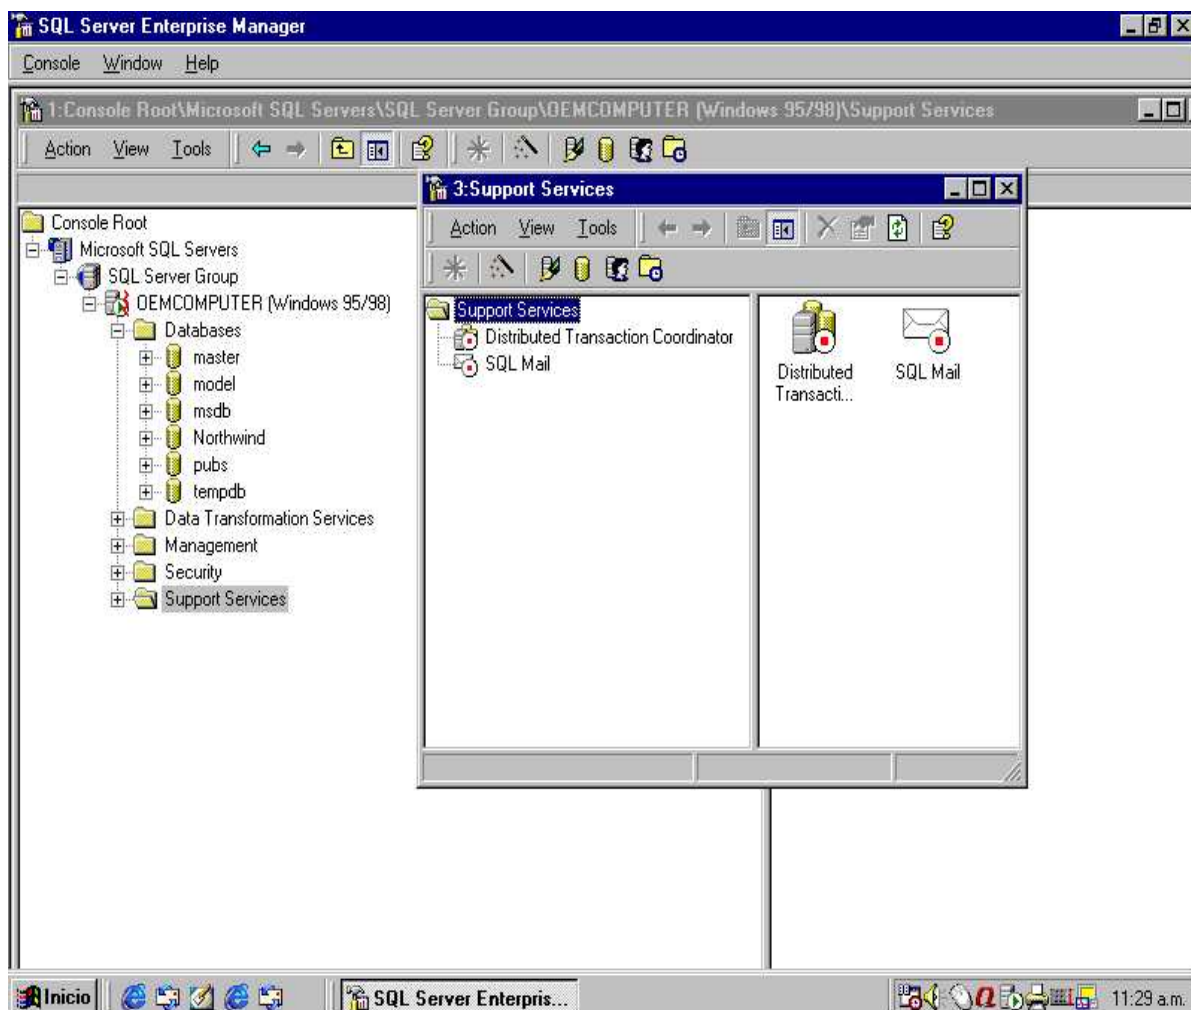 SQL Server Enterprise Manager
Console Window Help
1:Console Root\Microsoft SQL Servers\SQL Server Group\OEMCOMPUTER (Windows 95/98)\Support Services
Action View Tools
Console Root
Microsoft SQL Servers
SQL Server Group
OEMCOMPUTER (Windows 95/98)
Databases
master
model
msdb
Northwind
pubs
tempdb
Data Transformation Services
Management
Security
Support Services
3:Support Services
Action View Tools
Support Services
Distributed Transaction Coordinator
SQL Mail
Distributed
Transacti...
SQL Mail
Inicio
SQL Server Enterpris...
11:29 a.m.